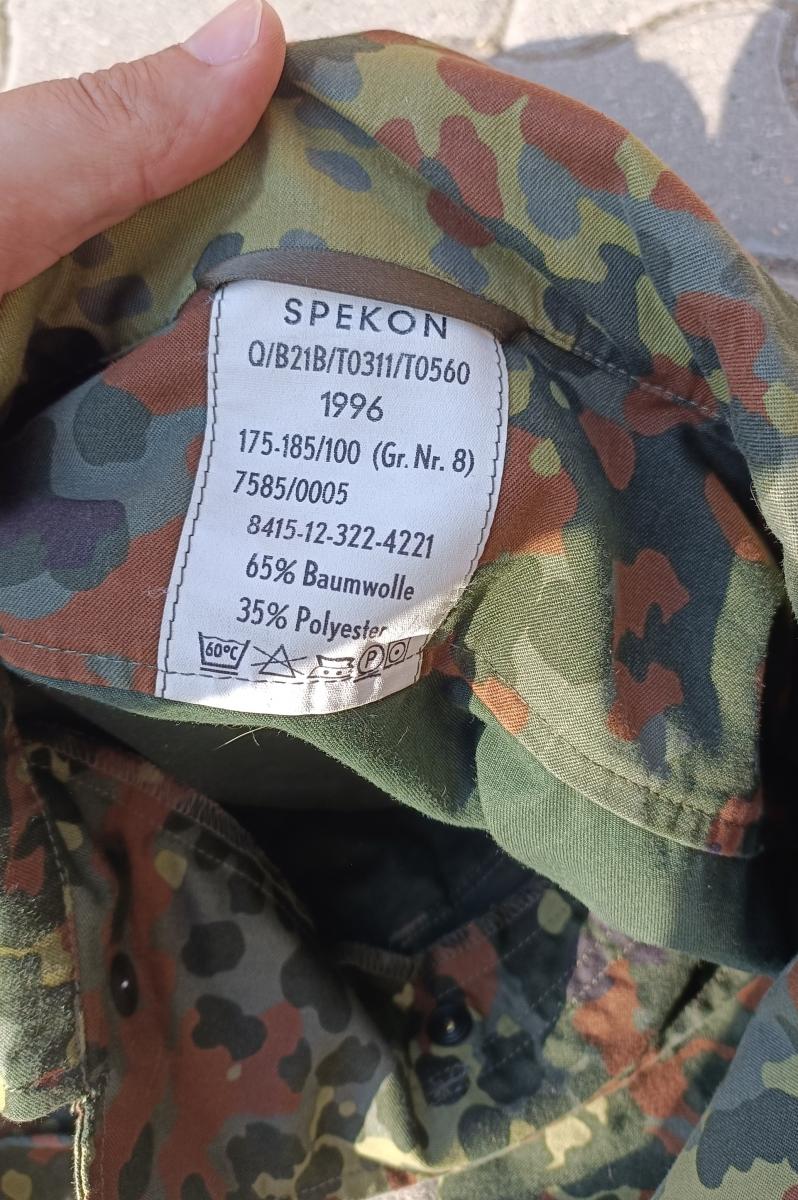 SPEKON
Q/B21B/T0311/T0560
1996
175-185/100 (Gr. Nr. 8)
7585/0005
8415-12-322-4221
65% Baumwolle
35% Polyester
60°C P